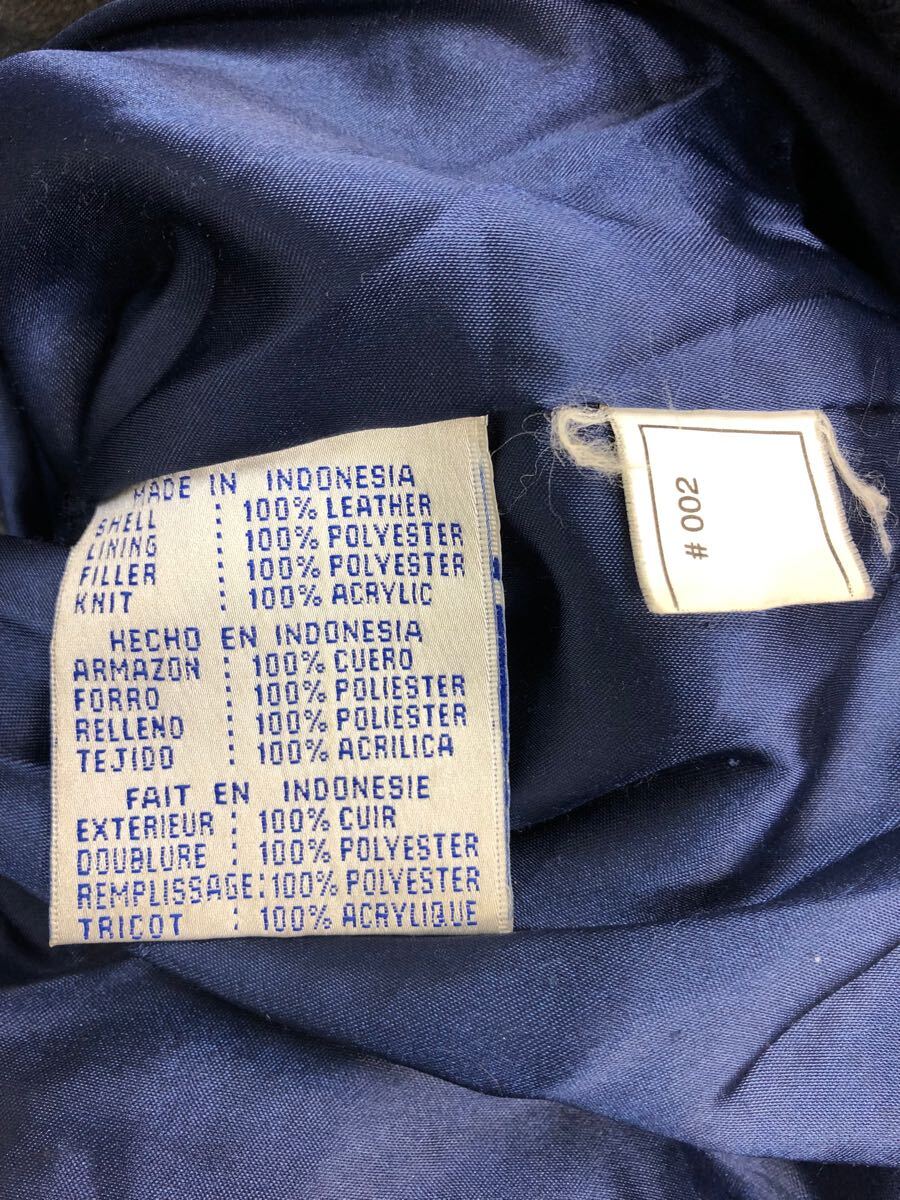 MADE IN INDONESIA
SHELL : 100% LEATHER
LINING : 100% POLYESTER
FILLER : 100% POLYESTER
KNIT : 100% ACRYLIC
HECHO EN INDONESIA
ARMAZON : 100% CUERO
FORRO : 100% POLIESTER
RELLENO : 100% POLIESTER
TEJIDO : 100% ACRILICA
FAIT EN INDONESIE
EXTERIEUR : 100% CUIR
DOUBLURE : 100% POLYESTER
REMPLISSAGE: 100% POLYESTER
TRICOT : 100% ACRYLIQUE
# 002